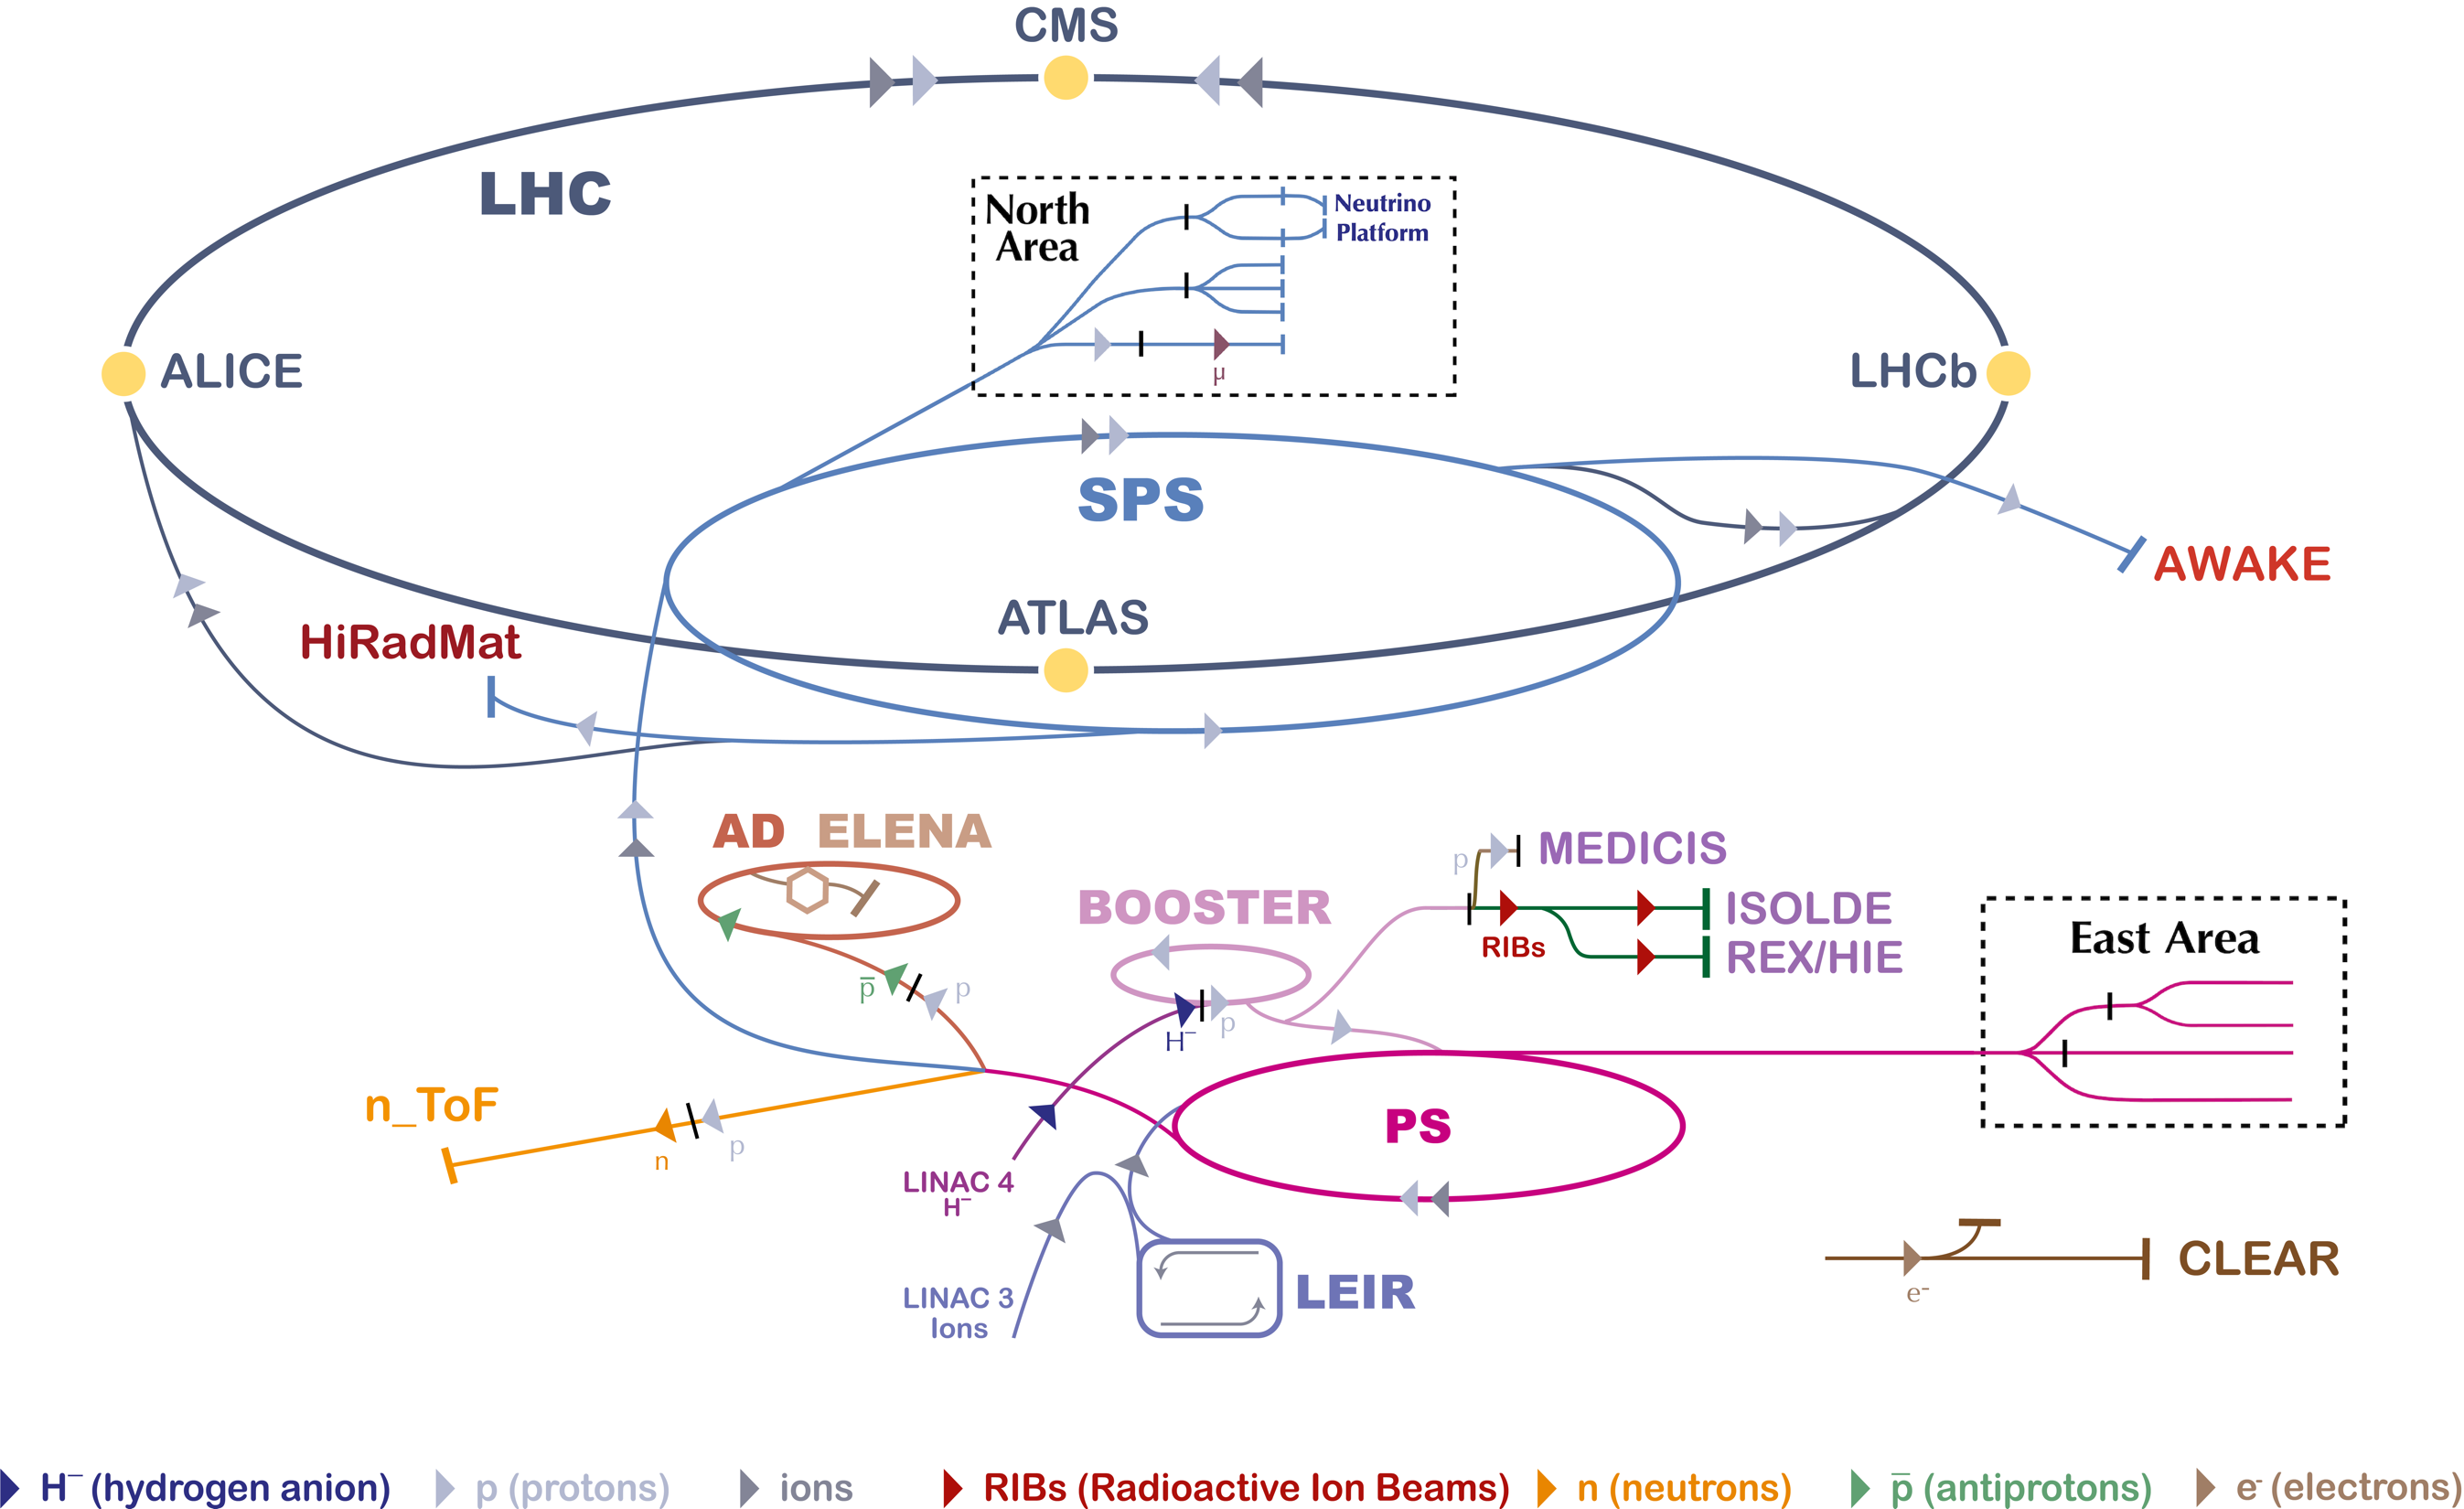 CMS
LHC
North
Area
Neutrino
Platform
µ
ALICE
LHCb
SPS
AWAKE
ATLAS
HiRadMat
AD ELENA
p MEDICIS
BOOSTER
ISOLDE
RIBs
REX/HIE
East Area
p̅ p
H⁻ p
n_ToF
n p
PS
LINAC 4
H⁻
LINAC 3
Ions
LEIR
CLEAR
e⁻
H⁻ (hydrogen anion) p (protons) ions RIBs (Radioactive Ion Beams) n (neutrons) p̅ (antiprotons) e⁻ (electrons)